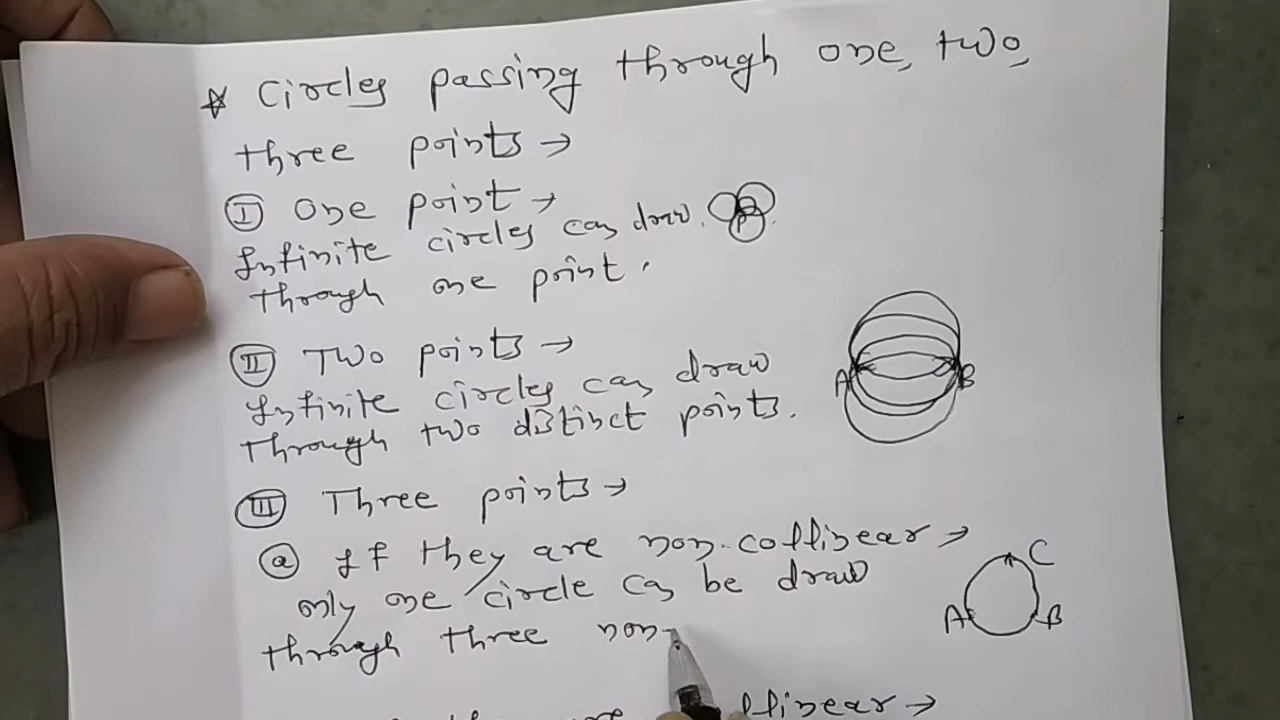 ☆ Circles passing through one, two,
three points →
I One point →
Infinite circles can draw. P
through one point.
II Two points →
Infinite circles can draw
through two distinct points.
A B
III Three points →
a If they are non-collinear →
only one circle can be draw
through three non-
A B C
llinear →